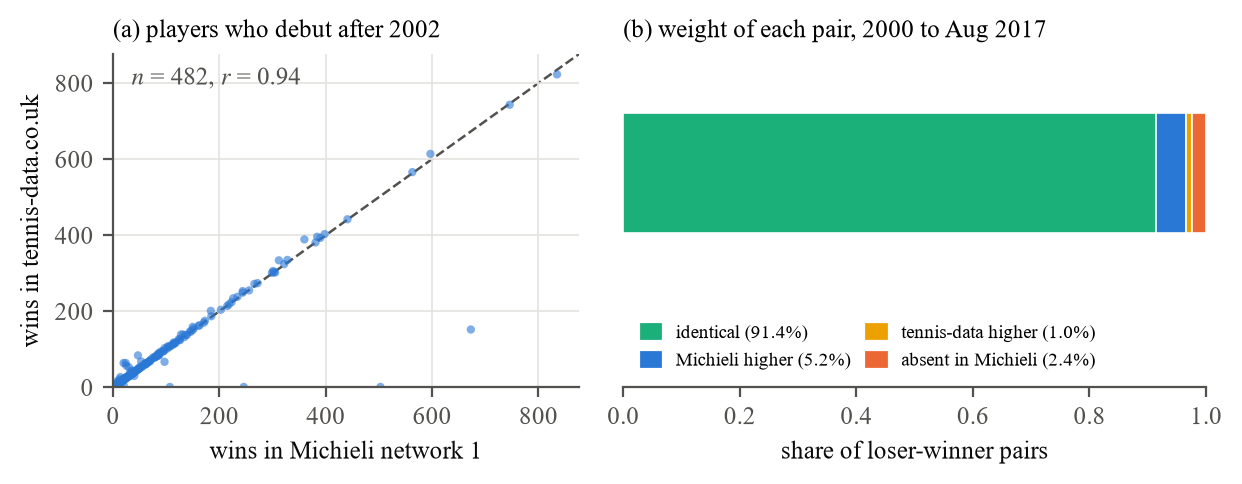 (a) players who debut after 2002
n = 482, r = 0.94
800
600
400
200
0
wins in tennis-data.co.uk
0 200 400 600 800
wins in Michieli network 1
(b) weight of each pair, 2000 to Aug 2017
identical (91.4%)
Michieli higher (5.2%)
tennis-data higher (1.0%)
absent in Michieli (2.4%)
0.0 0.2 0.4 0.6 0.8 1.0
share of loser-winner pairs